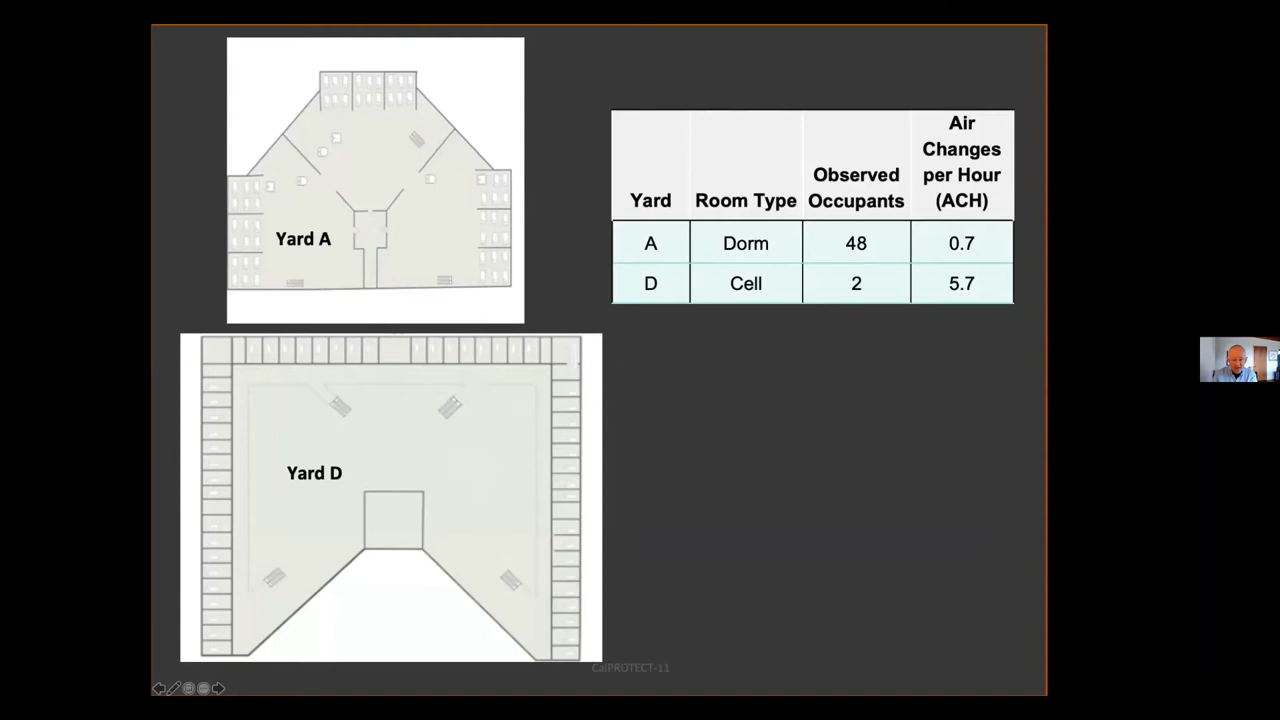 Yard A
Yard D
Air
Changes
Observed per Hour
Yard Room Type Occupants (ACH)
A Dorm 48 0.7
D Cell 2 5.7
CalPROTECT-11